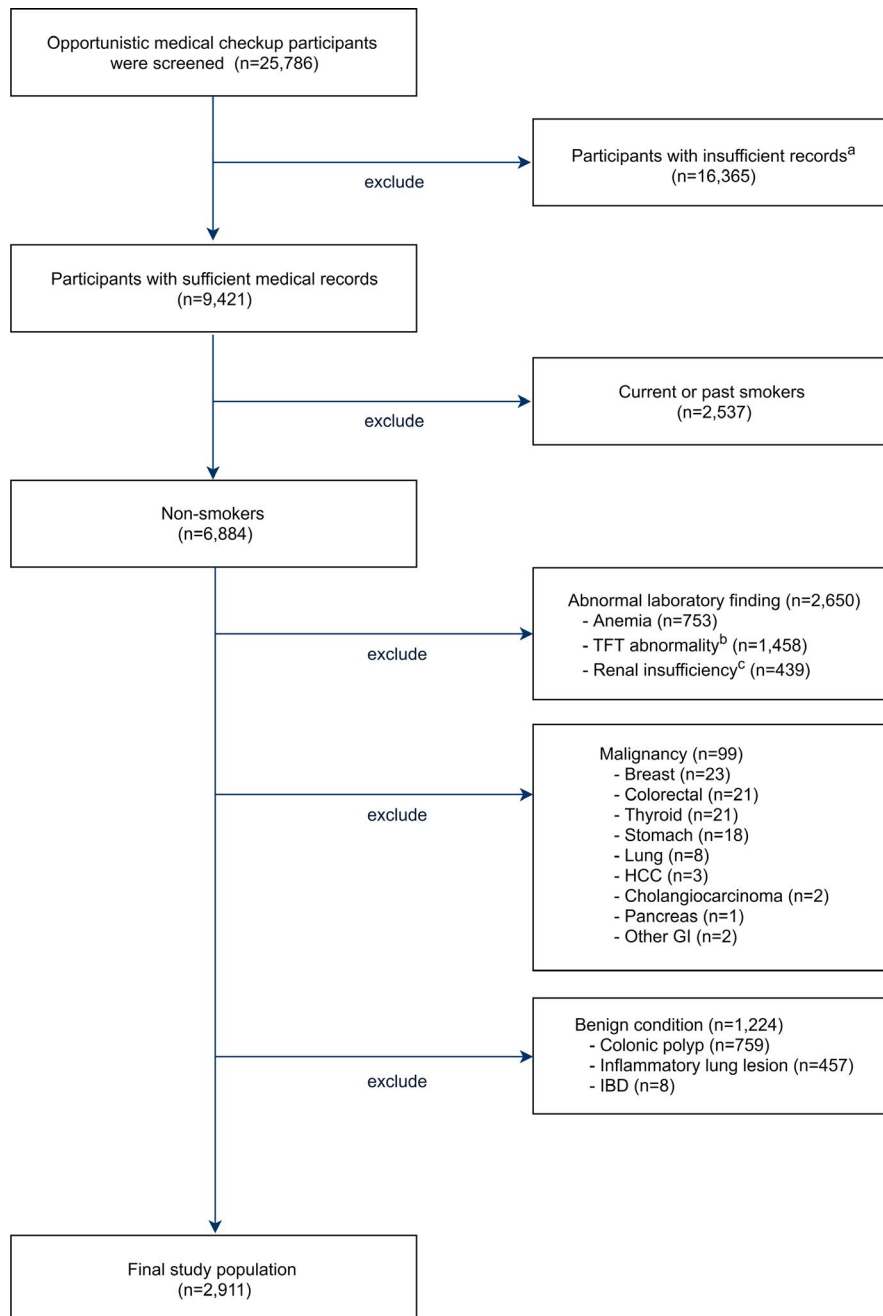 Opportunistic medical checkup participants
were screened (n=25,786)
exclude
Participants with insufficient recordsᵃ
(n=16,365)
Participants with sufficient medical records
(n=9,421)
exclude
Current or past smokers
(n=2,537)
Non-smokers
(n=6,884)
exclude
Abnormal laboratory finding (n=2,650)
- Anemia (n=753)
- TFT abnormalityᵇ (n=1,458)
- Renal insufficiencyᶜ (n=439)
exclude
Malignancy (n=99)
- Breast (n=23)
- Colorectal (n=21)
- Thyroid (n=21)
- Stomach (n=18)
- Lung (n=8)
- HCC (n=3)
- Cholangiocarcinoma (n=2)
- Pancreas (n=1)
- Other GI (n=2)
exclude
Benign condition (n=1,224)
- Colonic polyp (n=759)
- Inflammatory lung lesion (n=457)
- IBD (n=8)
Final study population
(n=2,911)